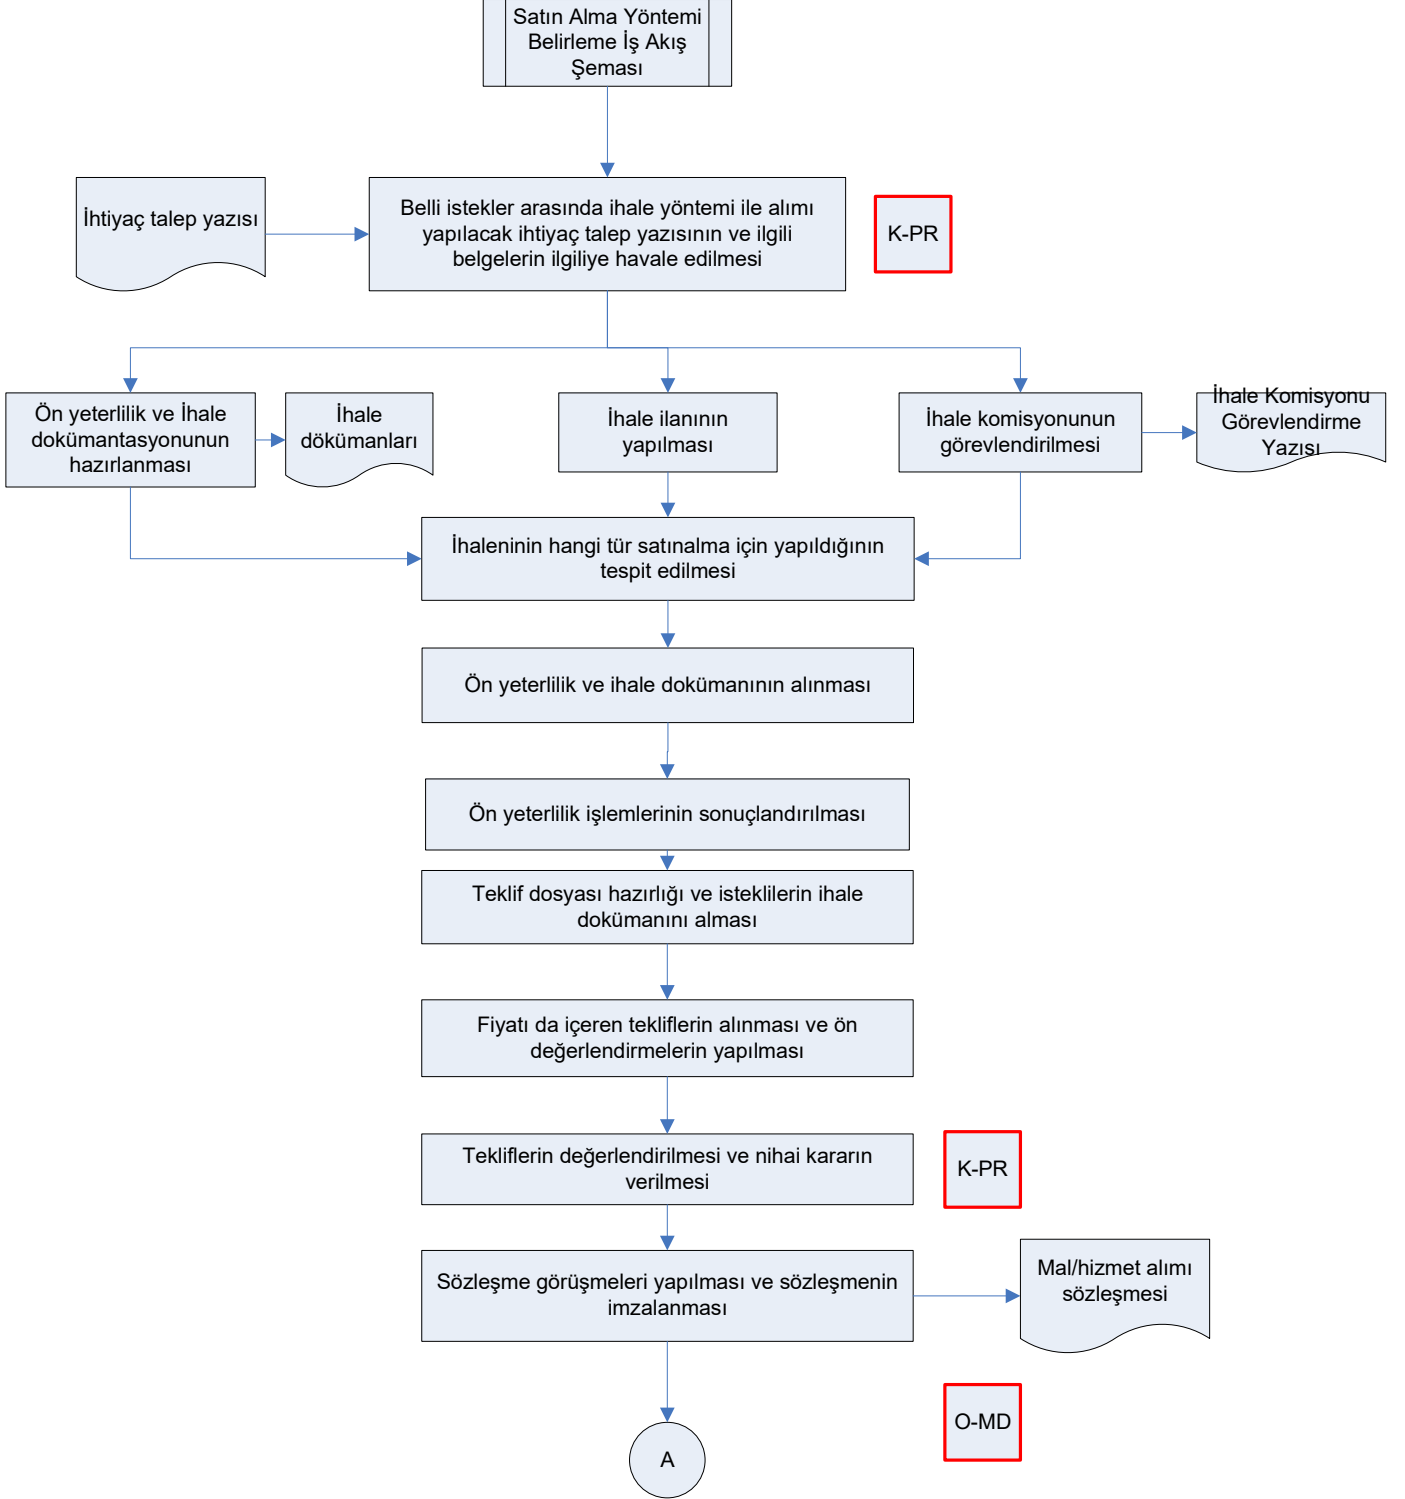 Satın Alma Yöntemi
Belirleme İş Akış
Şeması
İhtiyaç talep yazısı
Belli istekler arasında ihale yöntemi ile alımı
yapılacak ihtiyaç talep yazısının ve ilgili
belgelerin ilgiliye havale edilmesi
K-PR
Ön yeterlilik ve İhale
dokümantasyonunun
hazırlanması
İhale
dökümanları
İhale ilanının
yapılması
İhale komisyonunun
görevlendirilmesi
İhale Komisyonu
Görevlendirme
Yazısı
İhaleninin hangi tür satınalma için yapıldığının
tespit edilmesi
Ön yeterlilik ve ihale dokümanının alınması
Ön yeterlilik işlemlerinin sonuçlandırılması
Teklif dosyası hazırlığı ve isteklilerin ihale
dokümanını alması
Fiyatı da içeren tekliflerin alınması ve ön
değerlendirmelerin yapılması
Tekliflerin değerlendirilmesi ve nihai kararın
verilmesi
K-PR
Sözleşme görüşmeleri yapılması ve sözleşmenin
imzalanması
Mal/hizmet alımı
sözleşmesi
O-MD
A